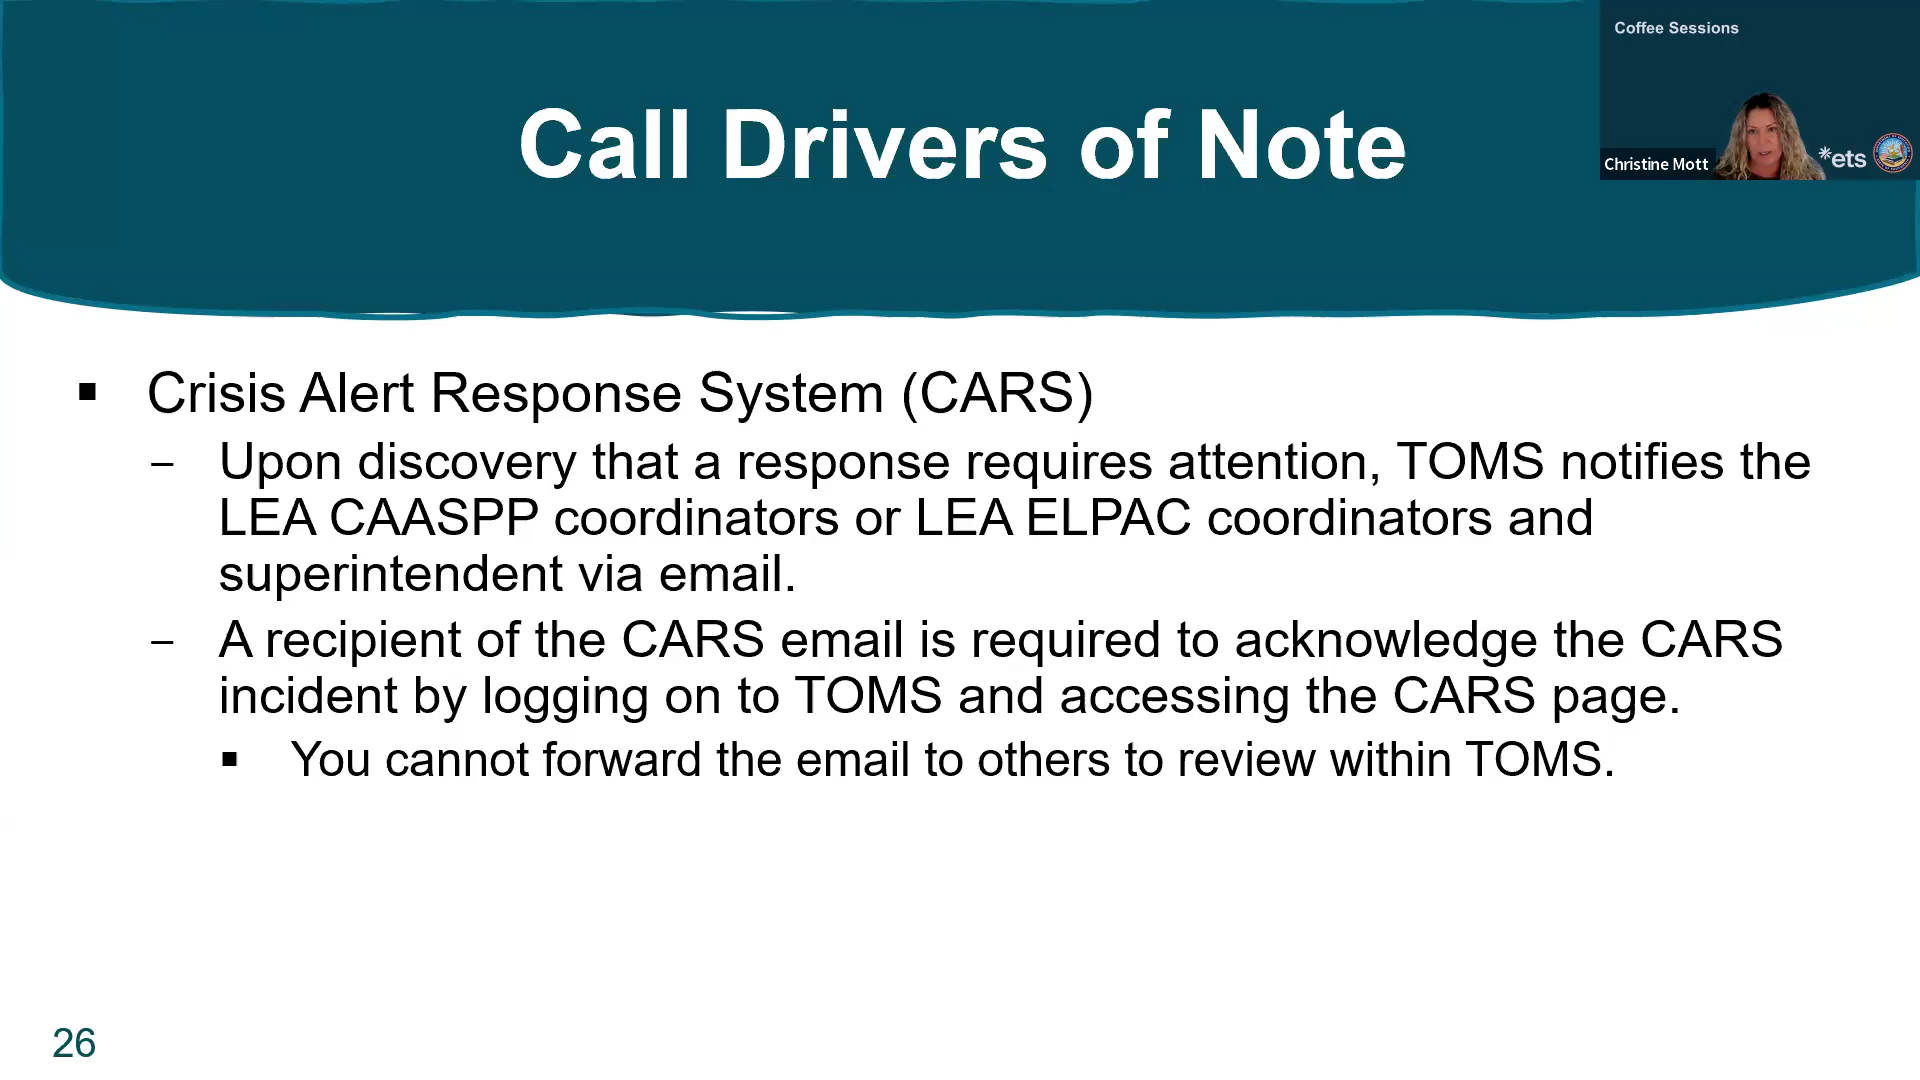 Coffee Sessions
Call Drivers of Note
Christine Mott
*ets
▪ Crisis Alert Response System (CARS)
– Upon discovery that a response requires attention, TOMS notifies the
LEA CAASPP coordinators or LEA ELPAC coordinators and
superintendent via email.
– A recipient of the CARS email is required to acknowledge the CARS
incident by logging on to TOMS and accessing the CARS page.
▪ You cannot forward the email to others to review within TOMS.
26